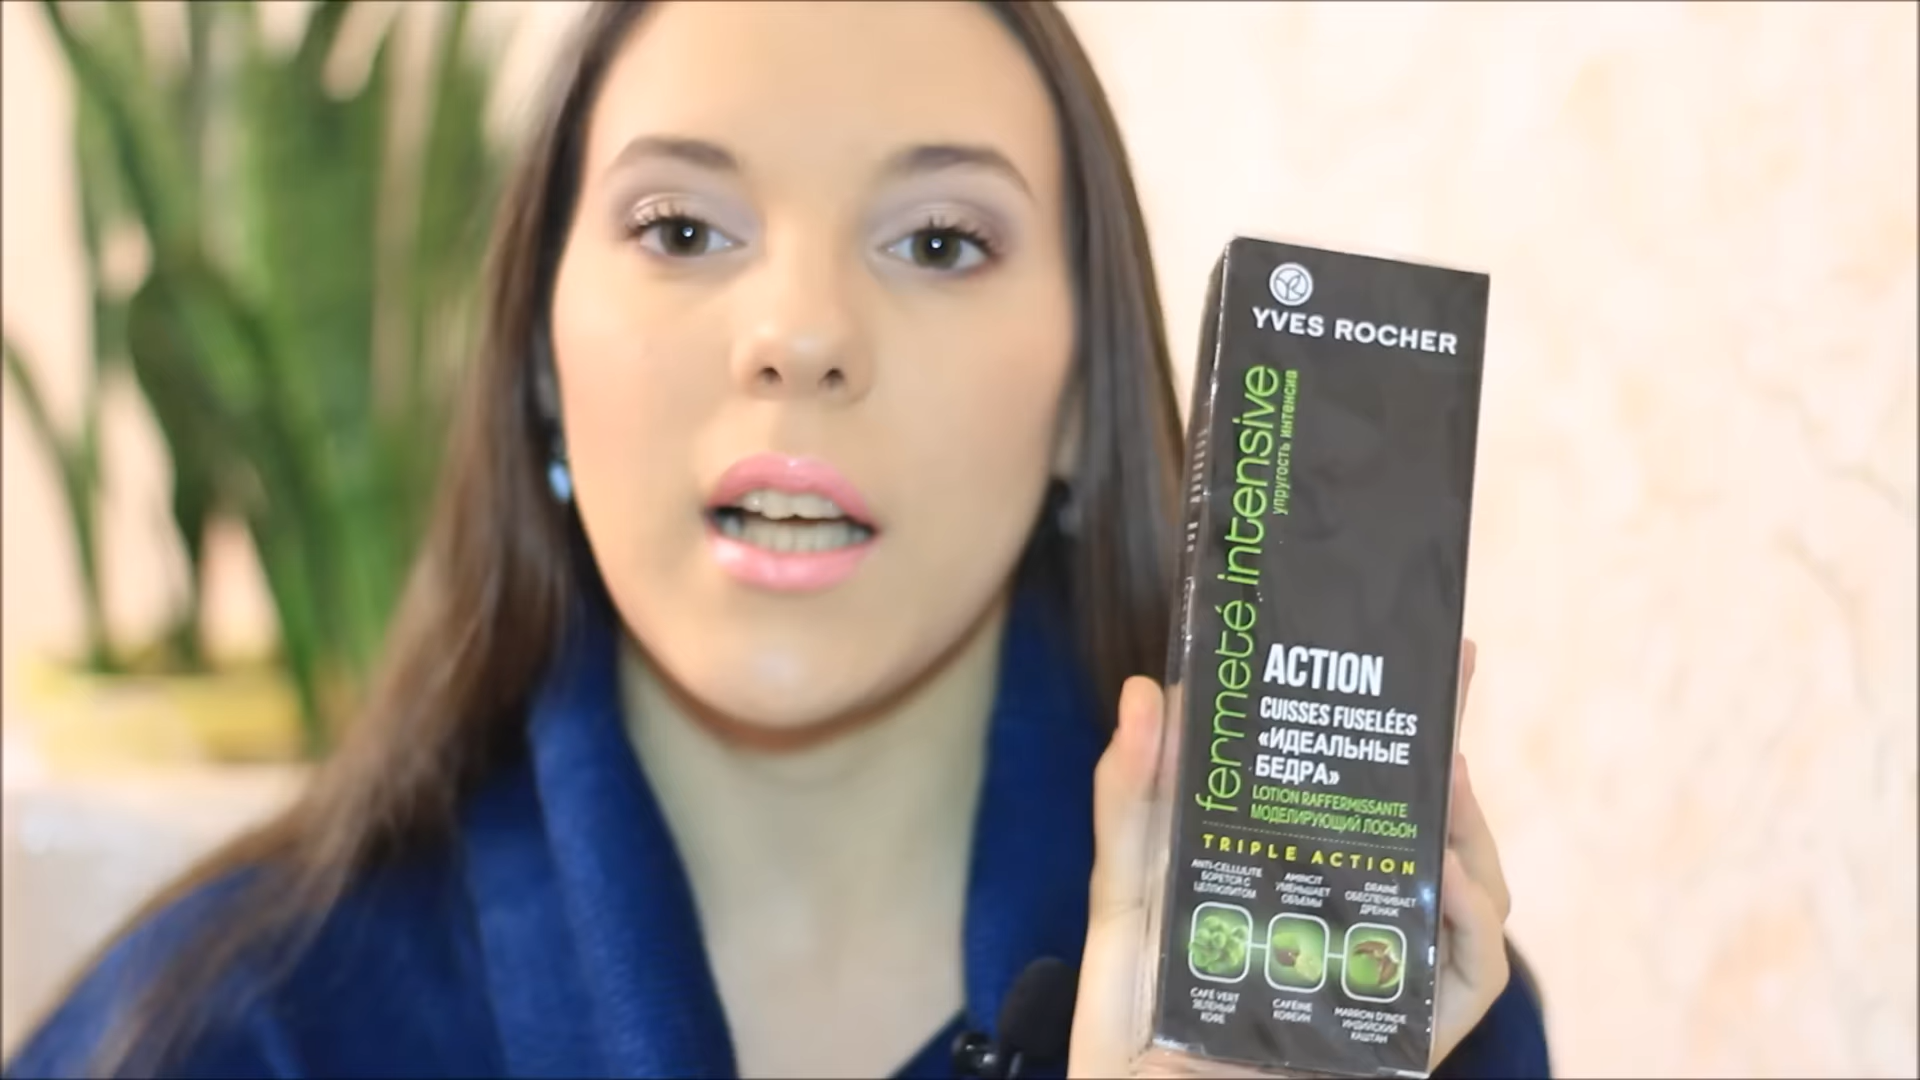 YVES ROCHER
fermeté intensive
упругость интенсив
ACTION
CUISSES FUSELÉES
«ИДЕАЛЬНЫЕ
БЕДРА»
LOTION RAFFERMISSANTE
МОДЕЛИРУЮЩИЙ ЛОСЬОН
TRIPLE ACTION
ANTI-CELLULITE
БОРЕТСЯ С
ЦЕЛЛЮЛИТОМ
AMINCIT
УМЕНЬШАЕТ
ОБЪЕМЫ
DRAINE
ОБЕСПЕЧИВАЕТ
ДРЕНАЖ
CAFÉ VERT
ЗЕЛЕНЫЙ
КОФЕ
CAFÉINE
КОФЕИН
MARRON D'INDE
ИНДИЙСКИЙ
КАШТАН